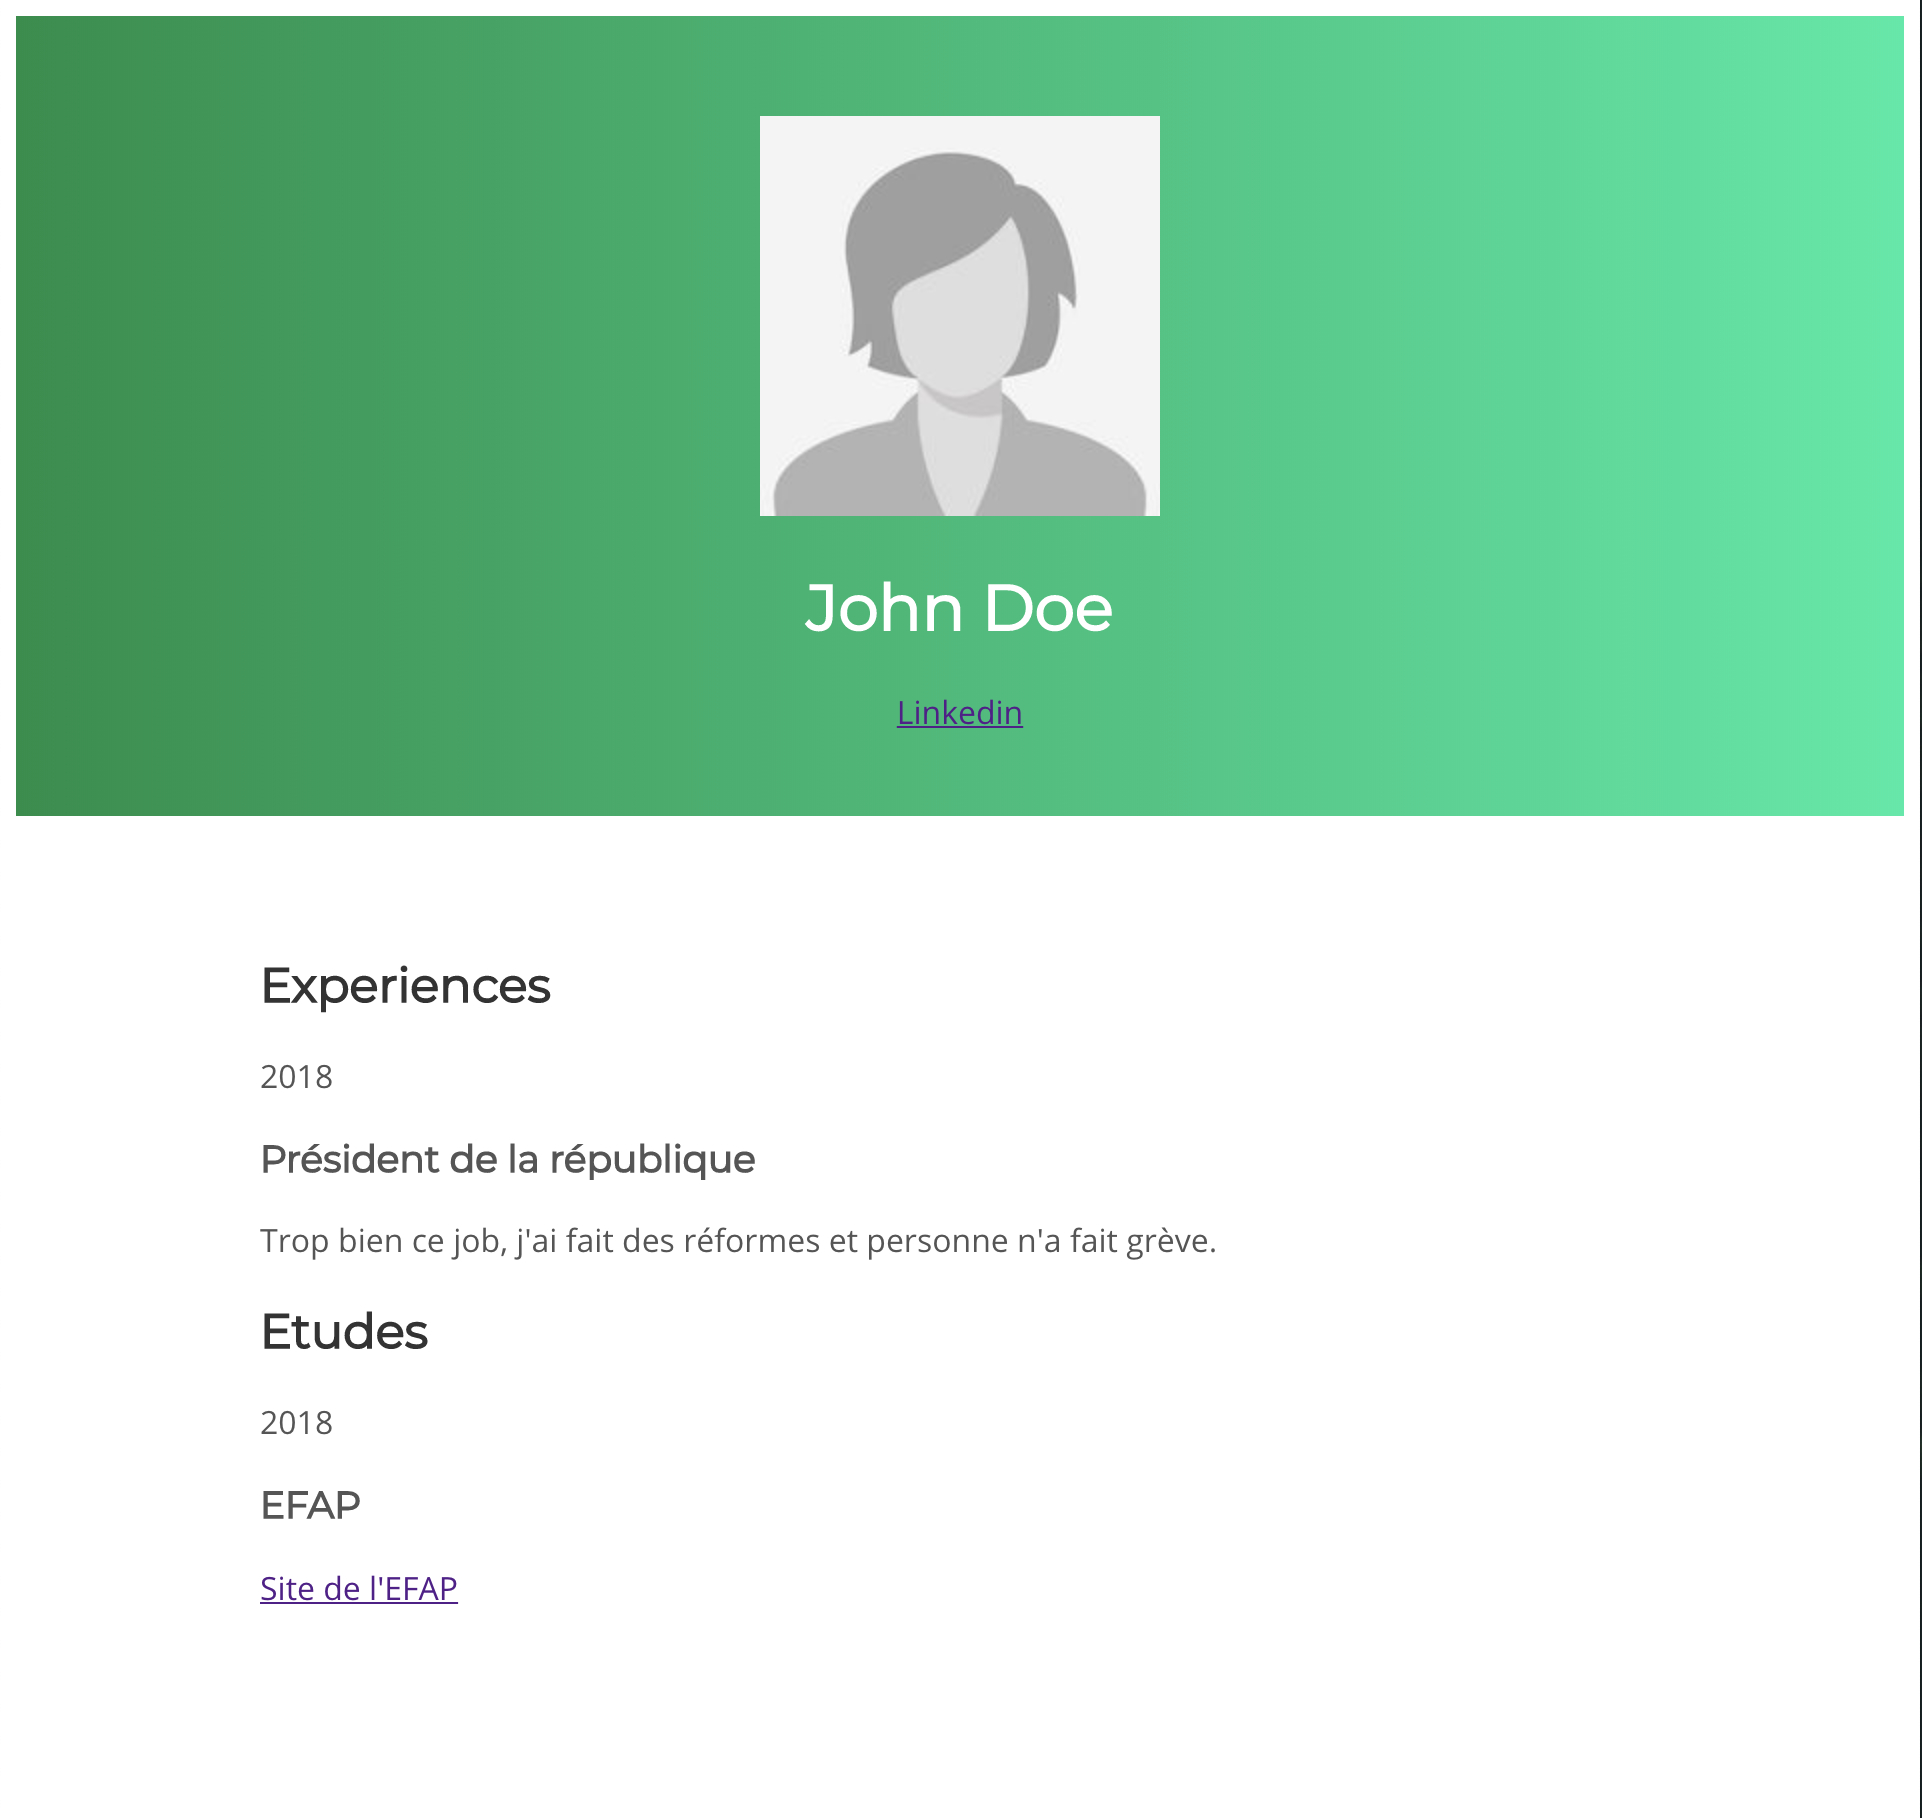 John Doe
Linkedin
Experiences
2018
Président de la république
Trop bien ce job, j'ai fait des réformes et personne n'a fait grève.
Etudes
2018
EFAP
Site de l'EFAP